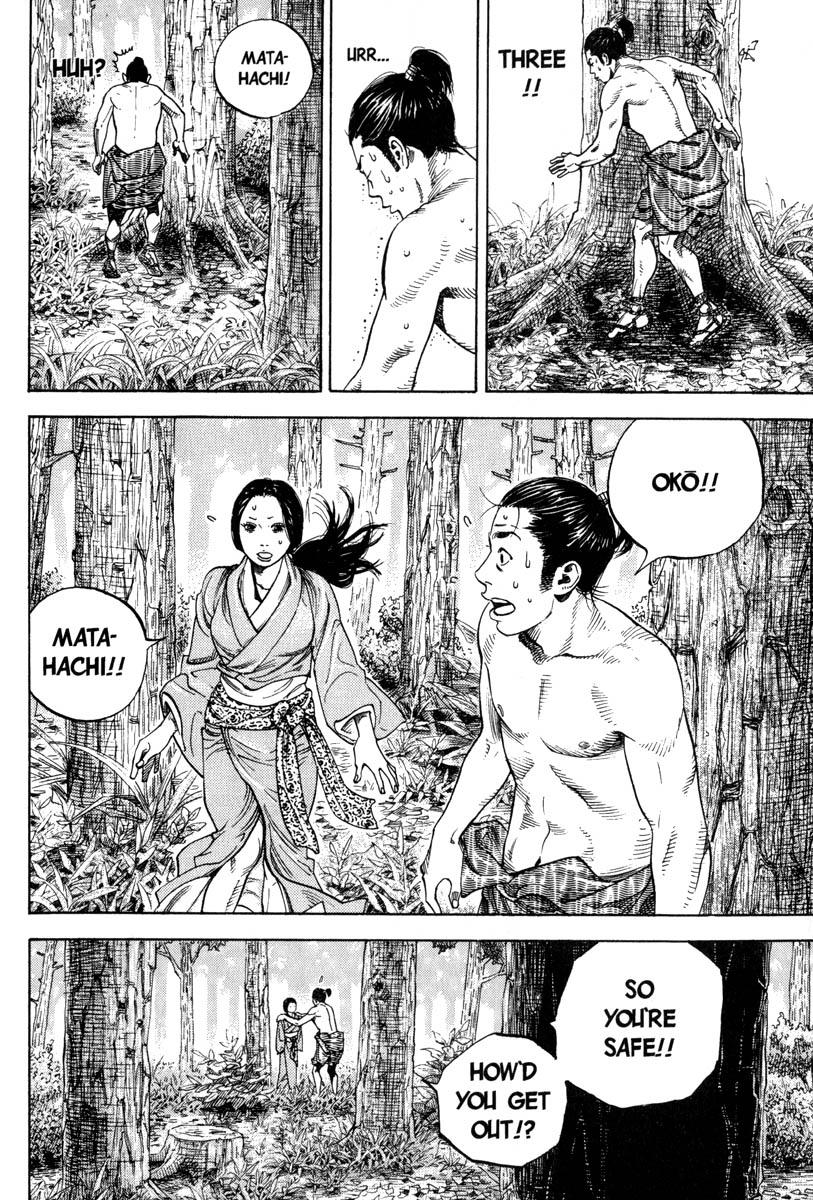 THREE
!!
URR...
MATA-
HACHI!
HUH?
OKŌ!!
MATA-
HACHI!!
SO
YOU'RE
SAFE!!
HOW'D
YOU GET
OUT!?